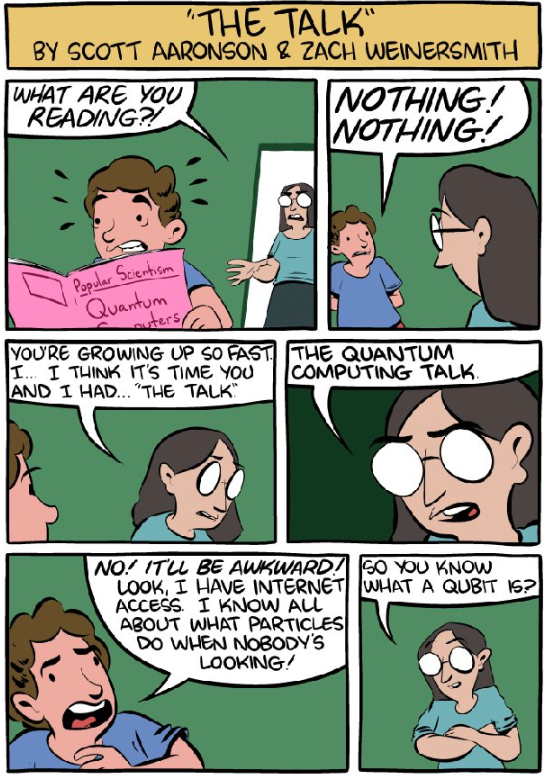 "THE TALK"
BY SCOTT AARONSON & ZACH WEINERSMITH
WHAT ARE YOU
READING?!
Popular Scientism
Quantum
NOTHING!
NOTHING!
YOU'RE GROWING UP SO FAST.
I... I THINK IT'S TIME YOU
AND I HAD... "THE TALK"
THE QUANTUM
COMPUTING TALK.
NO! IT'LL BE AWKWARD!
LOOK, I HAVE INTERNET
ACCESS. I KNOW ALL
ABOUT WHAT PARTICLES
DO WHEN NOBODY'S
LOOKING!
SO YOU KNOW
WHAT A QUBIT IS?